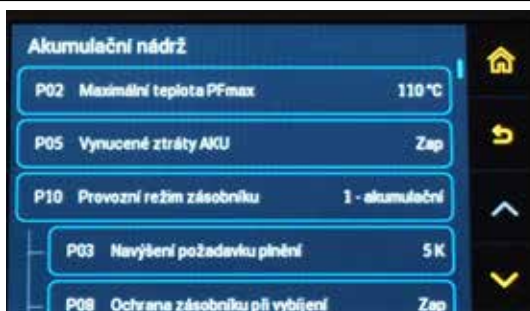 Akumulační nádrž
P02 Maximální teplota PFmax 110 °C
P05 Vynucené ztráty AKU Zap
P10 Provozní režim zásobníku 1 - akumulační
P03 Navýšení požadavku plnění 5 K
P08 Ochrana zásobníku při vybíjení Zap